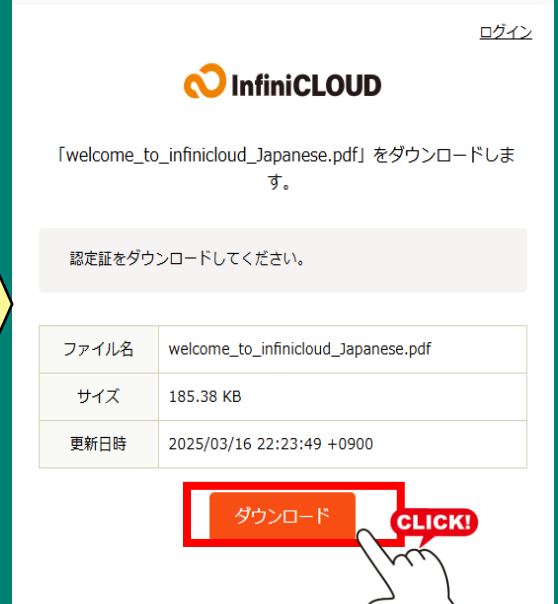 ログイン
InfiniCLOUD
「welcome_to_infinicloud_Japanese.pdf」をダウンロードしま
す。
認定証をダウンロードしてください。
ファイル名 welcome_to_infinicloud_Japanese.pdf
サイズ 185.38 KB
更新日時 2025/03/16 22:23:49 +0900
ダウンロード
CLICK!